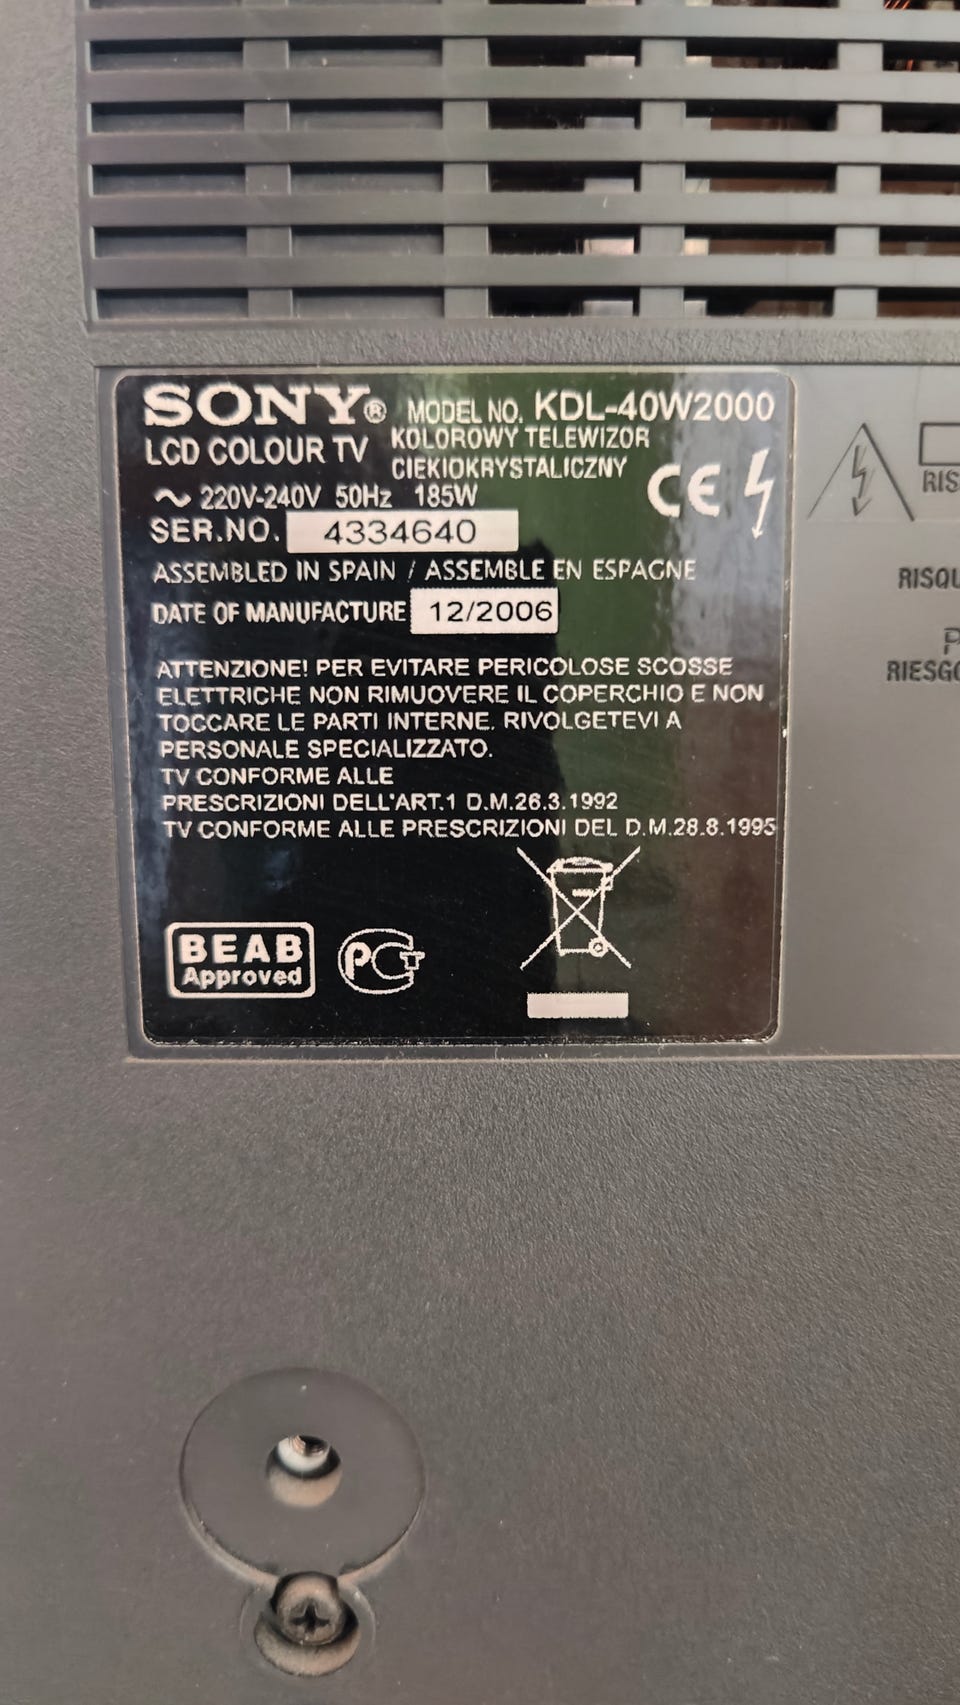 SONY® MODEL NO. KDL-40W2000
LCD COLOUR TV KOLOROWY TELEWIZOR
CIEKIOKRYSTALICZNY
CE
~ 220V-240V 50Hz 185W
SER.NO. 4334640
ASSEMBLED IN SPAIN / ASSEMBLE EN ESPAGNE
DATE OF MANUFACTURE 12/2006
ATTENZIONE! PER EVITARE PERICOLOSE SCOSSE
ELETTRICHE NON RIMUOVERE IL COPERCHIO E NON
TOCCARE LE PARTI INTERNE. RIVOLGETEVI A
PERSONALE SPECIALIZZATO.
TV CONFORME ALLE
PRESCRIZIONI DELL'ART.1 D.M.26.3.1992
TV CONFORME ALLE PRESCRIZIONI DEL D.M.28.8.1995
BEAB
Approved
PCT